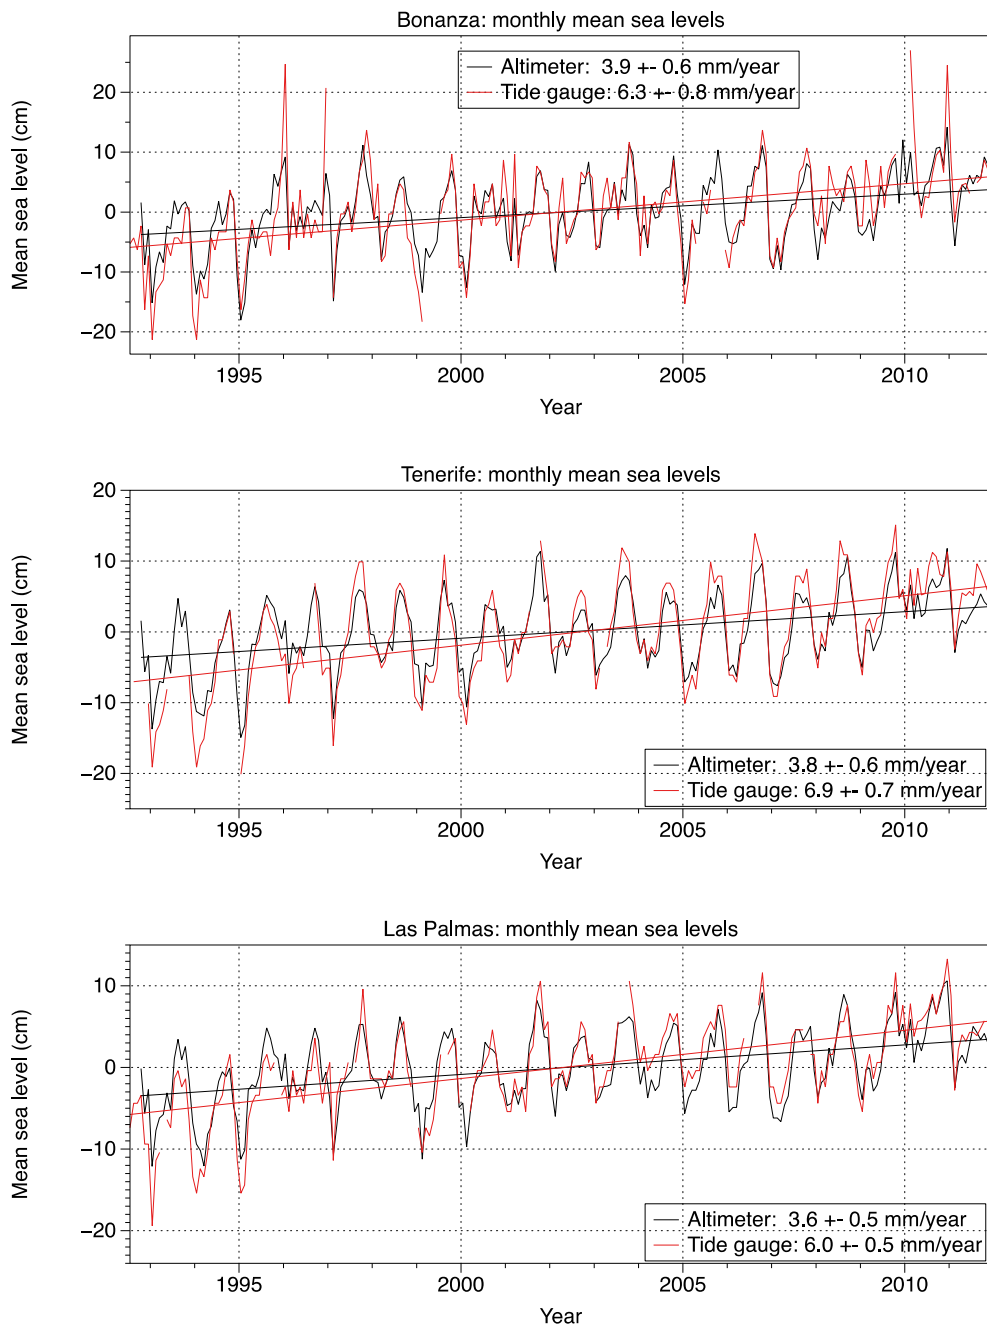 Bonanza: monthly mean sea levels
Altimeter: 3.9 +- 0.6 mm/year
Tide gauge: 6.3 +- 0.8 mm/year
Mean sea level (cm)
20
10
0
−10
−20
1995 2000 2005 2010
Year
Tenerife: monthly mean sea levels
20
10
0
−10
−20
Mean sea level (cm)
Altimeter: 3.8 +- 0.6 mm/year
Tide gauge: 6.9 +- 0.7 mm/year
1995 2000 2005 2010
Year
Las Palmas: monthly mean sea levels
10
0
−10
−20
Mean sea level (cm)
Altimeter: 3.6 +- 0.5 mm/year
Tide gauge: 6.0 +- 0.5 mm/year
1995 2000 2005 2010
Year